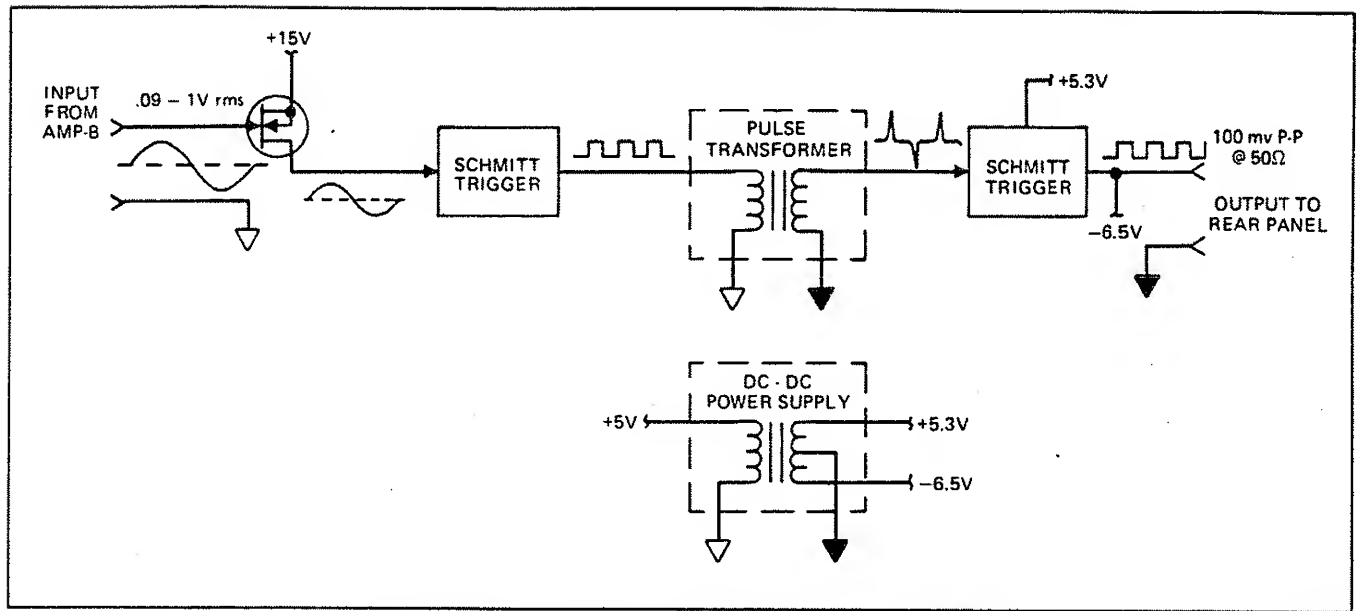 +15V
INPUT
FROM
AMP-B
.09 – 1V rms
SCHMITT
TRIGGER
PULSE
TRANSFORMER
+5.3V
SCHMITT
TRIGGER
100 mv P-P
@ 50Ω
–6.5V
OUTPUT TO
REAR PANEL
DC - DC
POWER SUPPLY
+5V
+5.3V
–6.5V